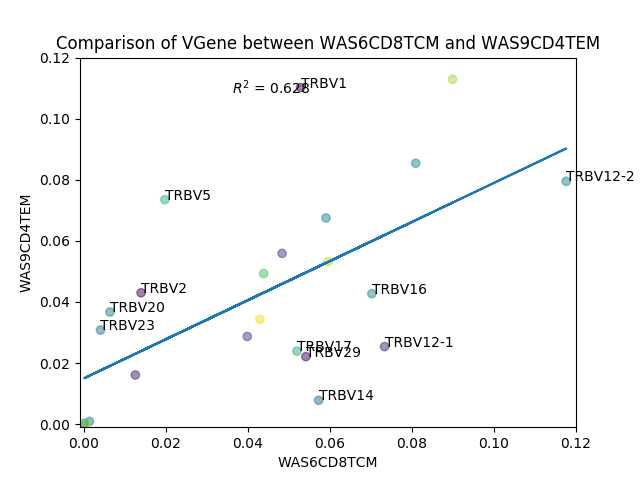 Comparison of VGene between WAS6CD8TCM and WAS9CD4TEM
0.12
0.10
0.08
0.06
0.04
0.02
0.00
WAS9CD4TEM
R² = 0.628
TRBV1
TRBV12-2
TRBV5
TRBV2
TRBV16
TRBV20
TRBV23
TRBV17
TRBV29
TRBV12-1
TRBV14
0.00 0.02 0.04 0.06 0.08 0.10 0.12
WAS6CD8TCM